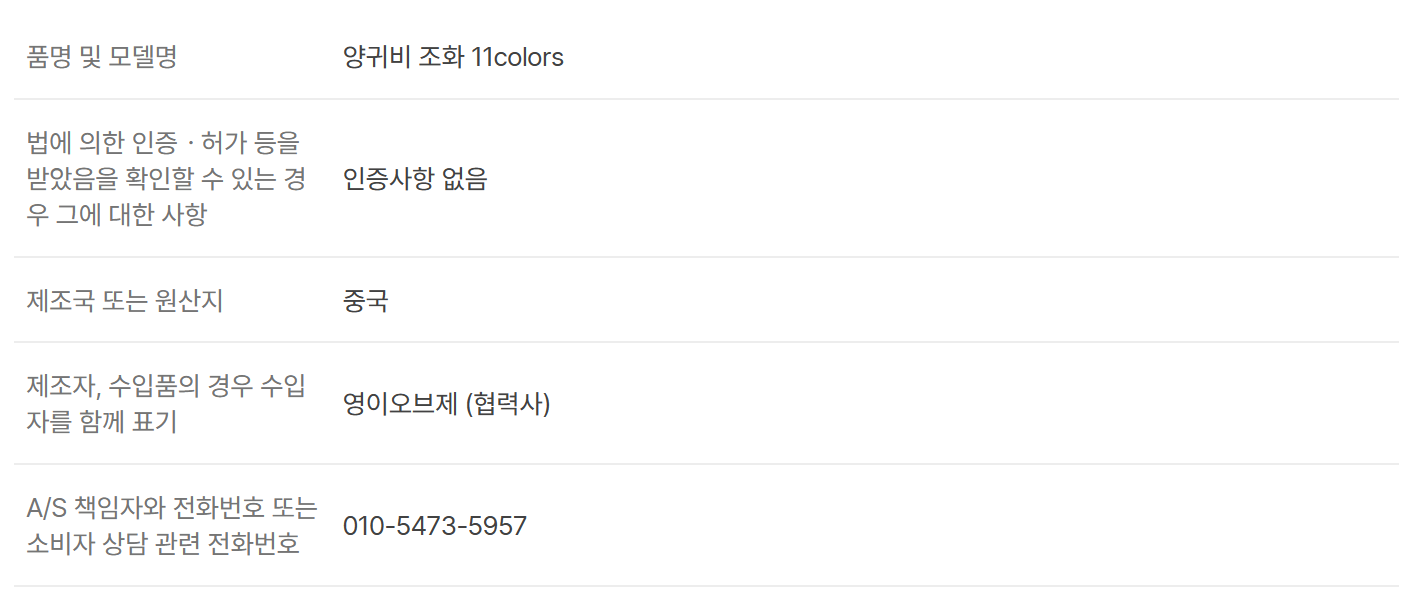 품명 및 모델명
양귀비 조화 11colors
법에 의한 인증 · 허가 등을
받았음을 확인할 수 있는 경
우 그에 대한 사항
인증사항 없음
제조국 또는 원산지
중국
제조자, 수입품의 경우 수입
자를 함께 표기
영이오브제 (협력사)
A/S 책임자와 전화번호 또는
소비자 상담 관련 전화번호
010-5473-5957